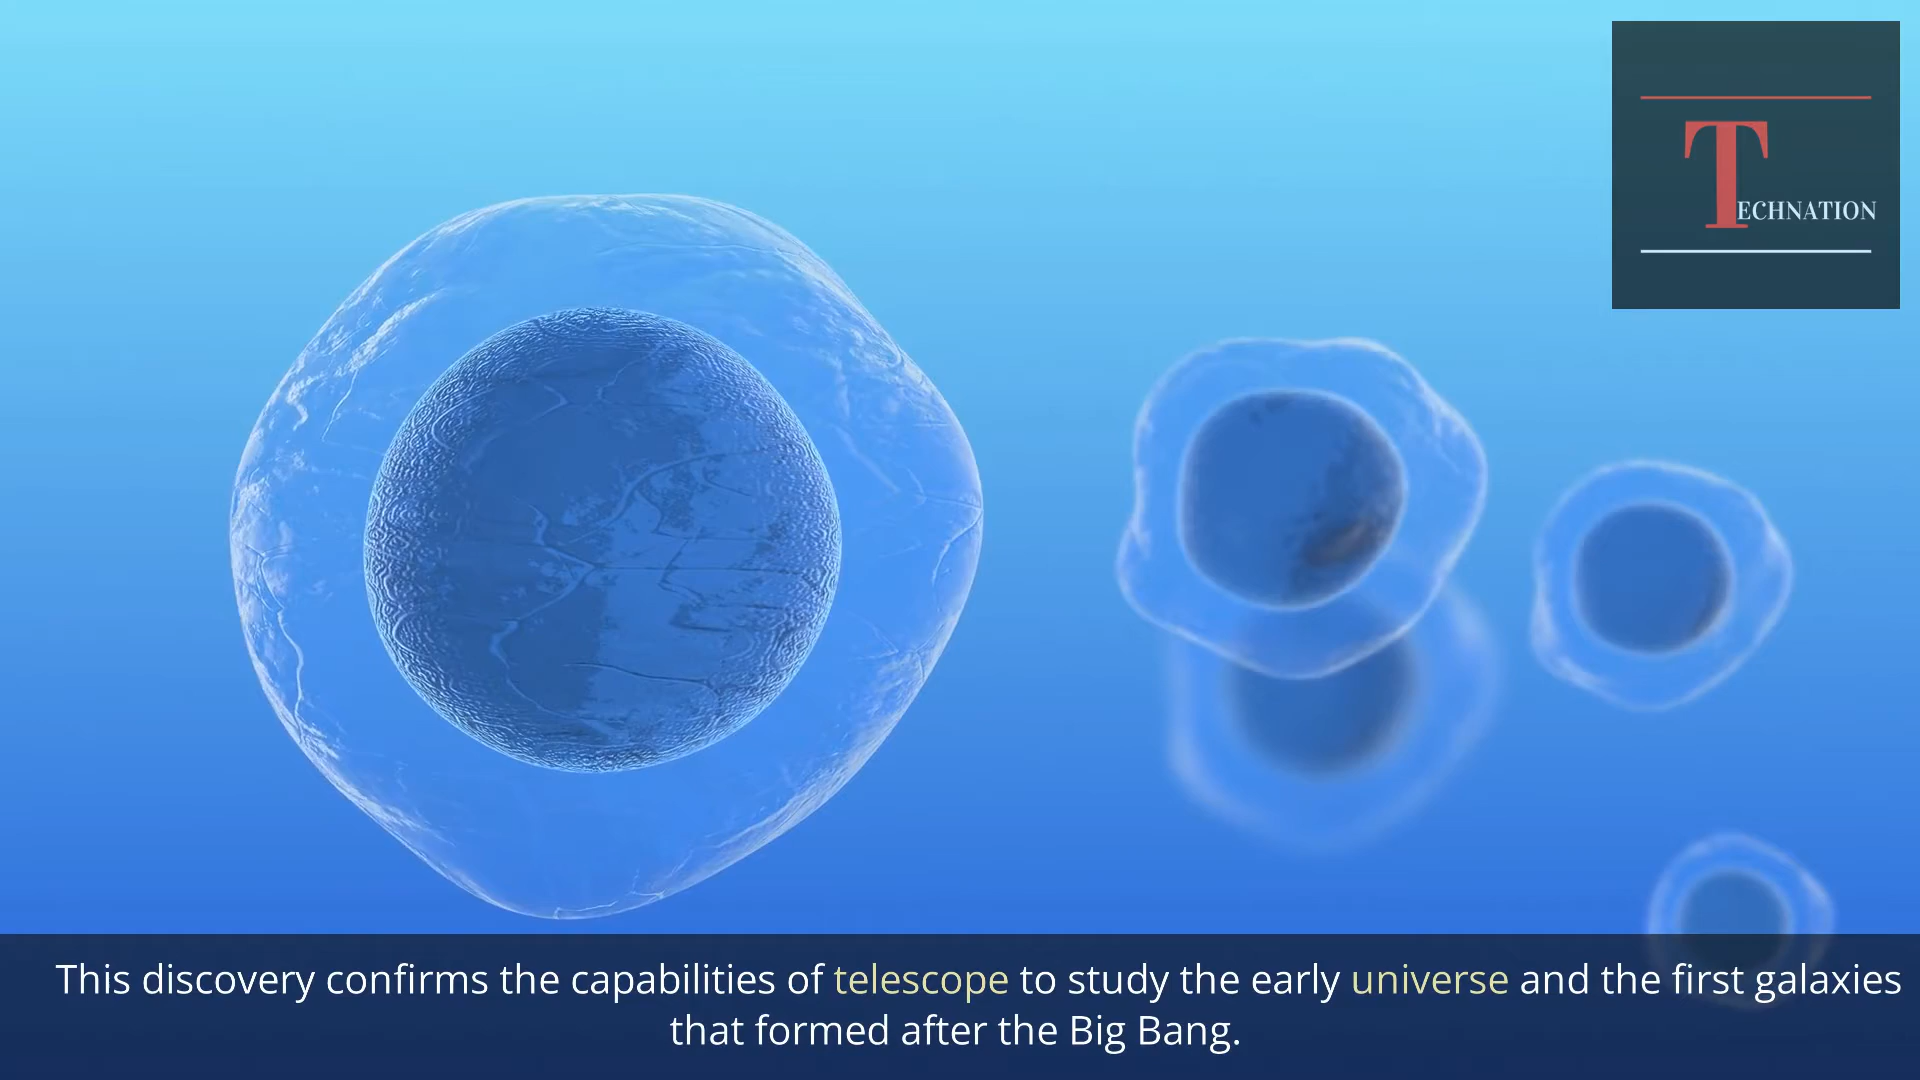 TECHNATION
This discovery confirms the capabilities of telescope to study the early universe and the first galaxies
that formed after the Big Bang.